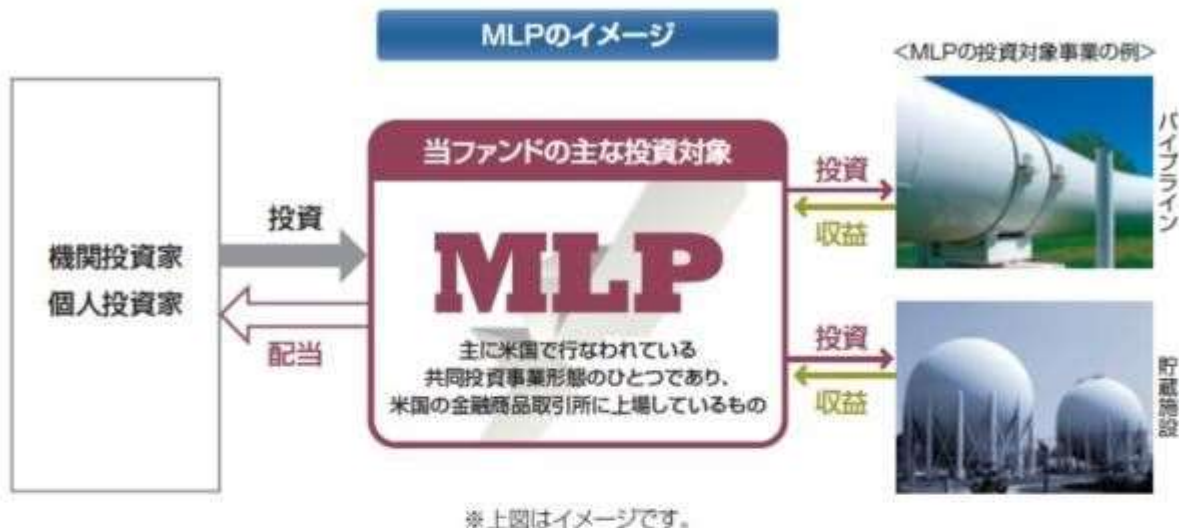 MLPのイメージ
<MLPの投資対象事業の例>
機関投資家
個人投資家
投資
配当
当ファンドの主な投資対象
MLP
主に米国で行なわれている
共同投資事業形態のひとつであり、
米国の金融商品取引所に上場しているもの
投資
収益
パイプライン
投資
収益
貯蔵施設
※上図はイメージです。